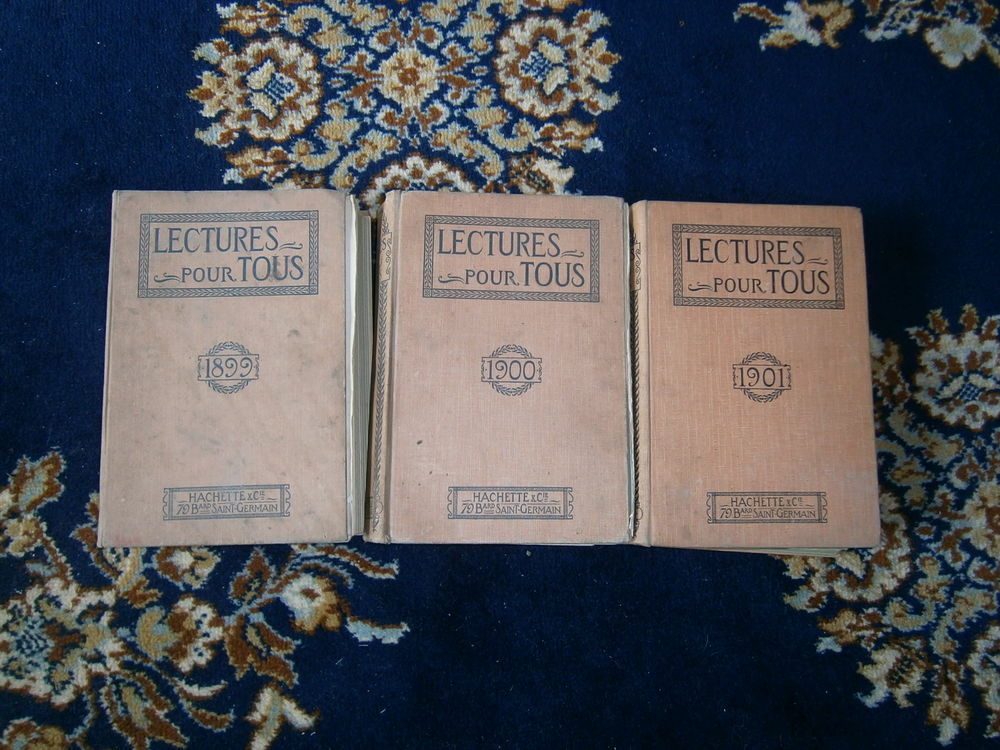 LECTURES
POUR TOUS
1899
HACHETTE & Cie
79 Bard SAINT-GERMAIN
LECTURES
POUR TOUS
1900
HACHETTE & Cie
79 Bard SAINT-GERMAIN
LECTURES
POUR TOUS
1901
HACHETTE & Cie
79 Bard SAINT-GERMAIN